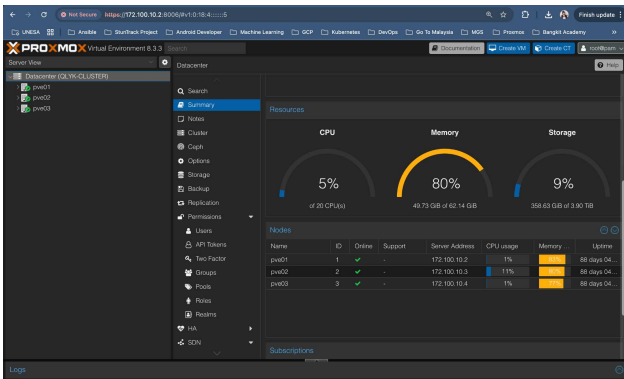 Not Secure https://172.100.10.2:8006/#v1:0:18:4:::::::5
Finish update
UNESA
Ansible
StuntTrack Project
Android Developer
Machine Learning
GCP
Kubernetes
DevOps
Go To Malaysia
MGS
Proxmox
Bangkit Academy
»
PROXMOX Virtual Environment 8.3.3 Search
Documentation
Create VM
Create CT
root@pam
Server View
Datacenter
Help
Datacenter (QLYK-CLUSTER)
pve01
pve02
pve03
Search
Summary
Notes
Cluster
Ceph
Options
Storage
Backup
Replication
Permissions
Users
API Tokens
Two Factor
Groups
Pools
Roles
Realms
HA
SDN
Resources
CPU Memory Storage
5% 80% 9%
of 20 CPU(s) 49.73 GiB of 62.14 GiB 358.63 GiB of 3.90 TiB
Nodes
Name ID Online Support Server Address CPU usage Memory ... Uptime
pve01 1 - 172.100.10.2 1% 83% 88 days 04...
pve02 2 - 172.100.10.3 11% 80% 88 days 04...
pve03 3 - 172.100.10.4 1% 77% 88 days 04...
Subscriptions
Logs